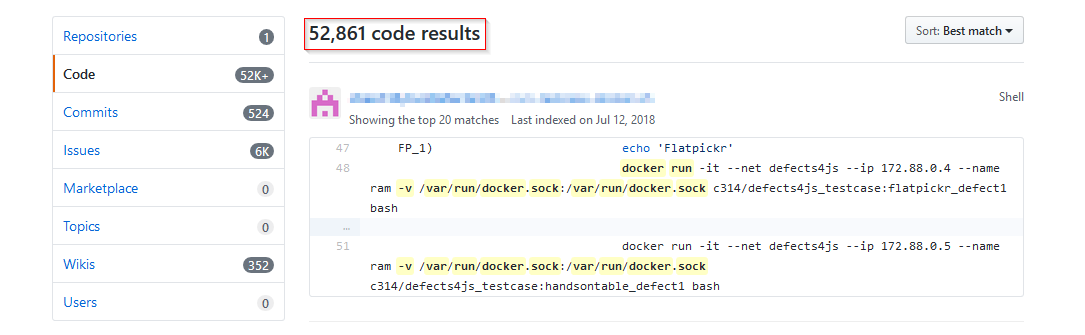 Repositories 1
Code 52K+
Commits 524
Issues 6K
Marketplace 0
Topics 0
Wikis 352
Users 0
52,861 code results
Sort: Best match
Shell
Showing the top 20 matches Last indexed on Jul 12, 2018
47 FP_1) echo 'Flatpickr'
48 docker run -it --net defects4js --ip 172.88.0.4 --name
ram -v /var/run/docker.sock:/var/run/docker.sock c314/defects4js_testcase:flatpickr_defect1
bash
…
51 docker run -it --net defects4js --ip 172.88.0.5 --name
ram -v /var/run/docker.sock:/var/run/docker.sock
c314/defects4js_testcase:handsontable_defect1 bash